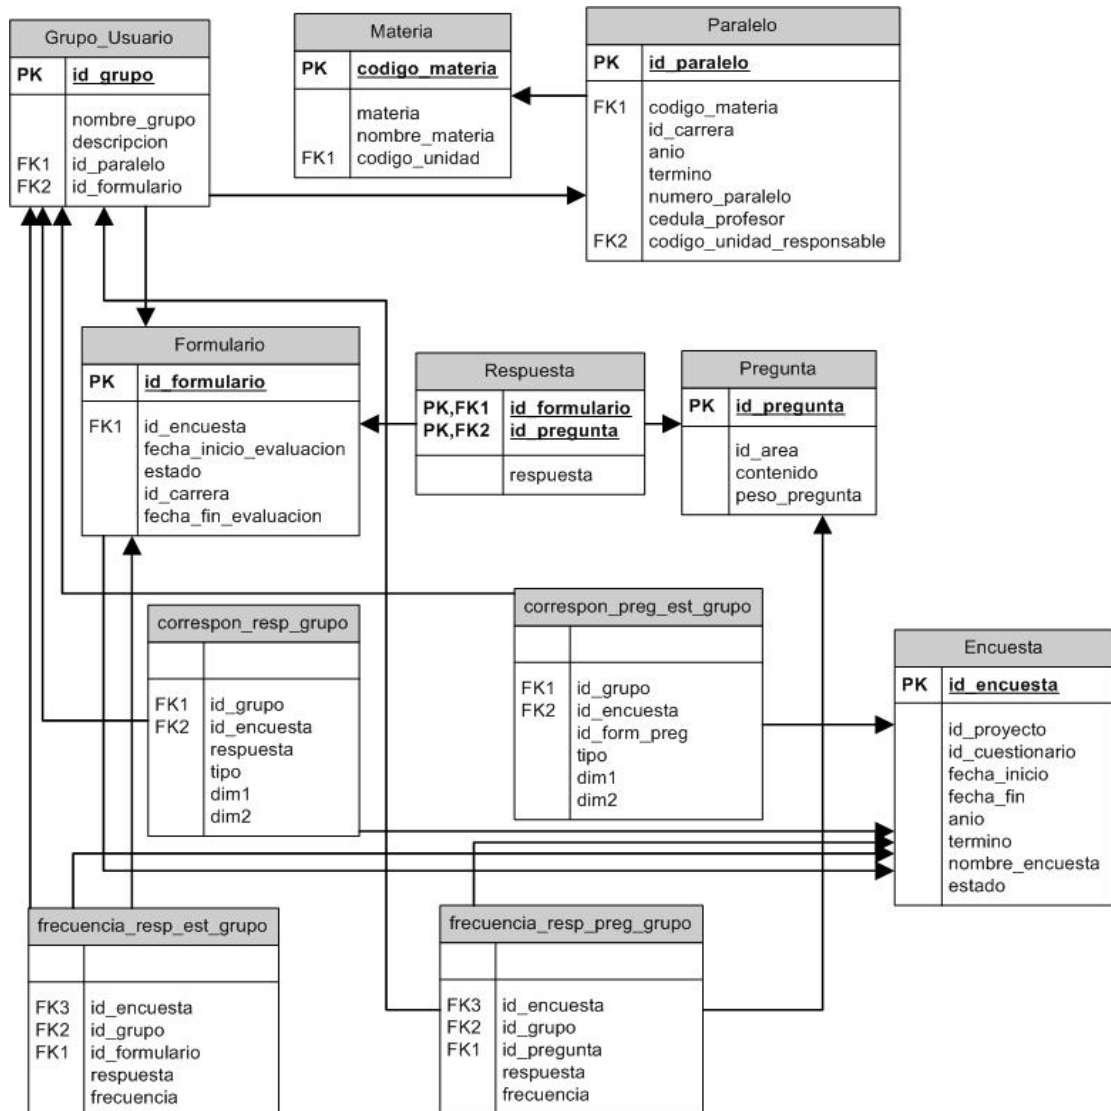 Grupo_Usuario
PK id_grupo
nombre_grupo
descripcion
FK1 id_paralelo
FK2 id_formulario
Materia
PK codigo_materia
materia
nombre_materia
FK1 codigo_unidad
Paralelo
PK id_paralelo
FK1 codigo_materia
id_carrera
anio
termino
numero_paralelo
cedula_profesor
FK2 codigo_unidad_responsable
Formulario
PK id_formulario
FK1 id_encuesta
fecha_inicio_evaluacion
estado
id_carrera
fecha_fin_evaluacion
Respuesta
PK,FK1 id_formulario
PK,FK2 id_pregunta
respuesta
Pregunta
PK id_pregunta
id_area
contenido
peso_pregunta
correspon_resp_grupo
FK1 id_grupo
FK2 id_encuesta
respuesta
tipo
dim1
dim2
correspon_preg_est_grupo
FK1 id_grupo
FK2 id_encuesta
id_form_preg
tipo
dim1
dim2
Encuesta
PK id_encuesta
id_proyecto
id_cuestionario
fecha_inicio
fecha_fin
anio
termino
nombre_encuesta
estado
frecuencia_resp_est_grupo
FK3 id_encuesta
FK2 id_grupo
FK1 id_formulario
respuesta
frecuencia
frecuencia_resp_preg_grupo
FK3 id_encuesta
FK2 id_grupo
FK1 id_pregunta
respuesta
frecuencia